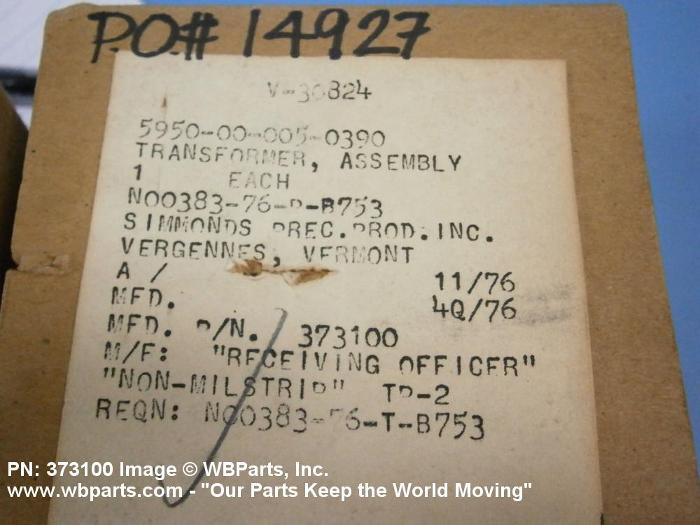 P.O.# 14927
V-30824
5950-00-005-0390
TRANSFORMER, ASSEMBLY
1 EACH
N00383-76-P-B753
SIMMONDS PREC.PROD.INC.
VERGENNES, VERMONT
A / 11/76
MFD. 4Q/76
MFD. P/N. 373100
M/F: "RECEIVING OFFICER"
"NON-MILSTRIP" TP-2
REQN: N00383-76-T-B753
PN: 373100 Image © WBParts, Inc.
www.wbparts.com - "Our Parts Keep the World Moving"